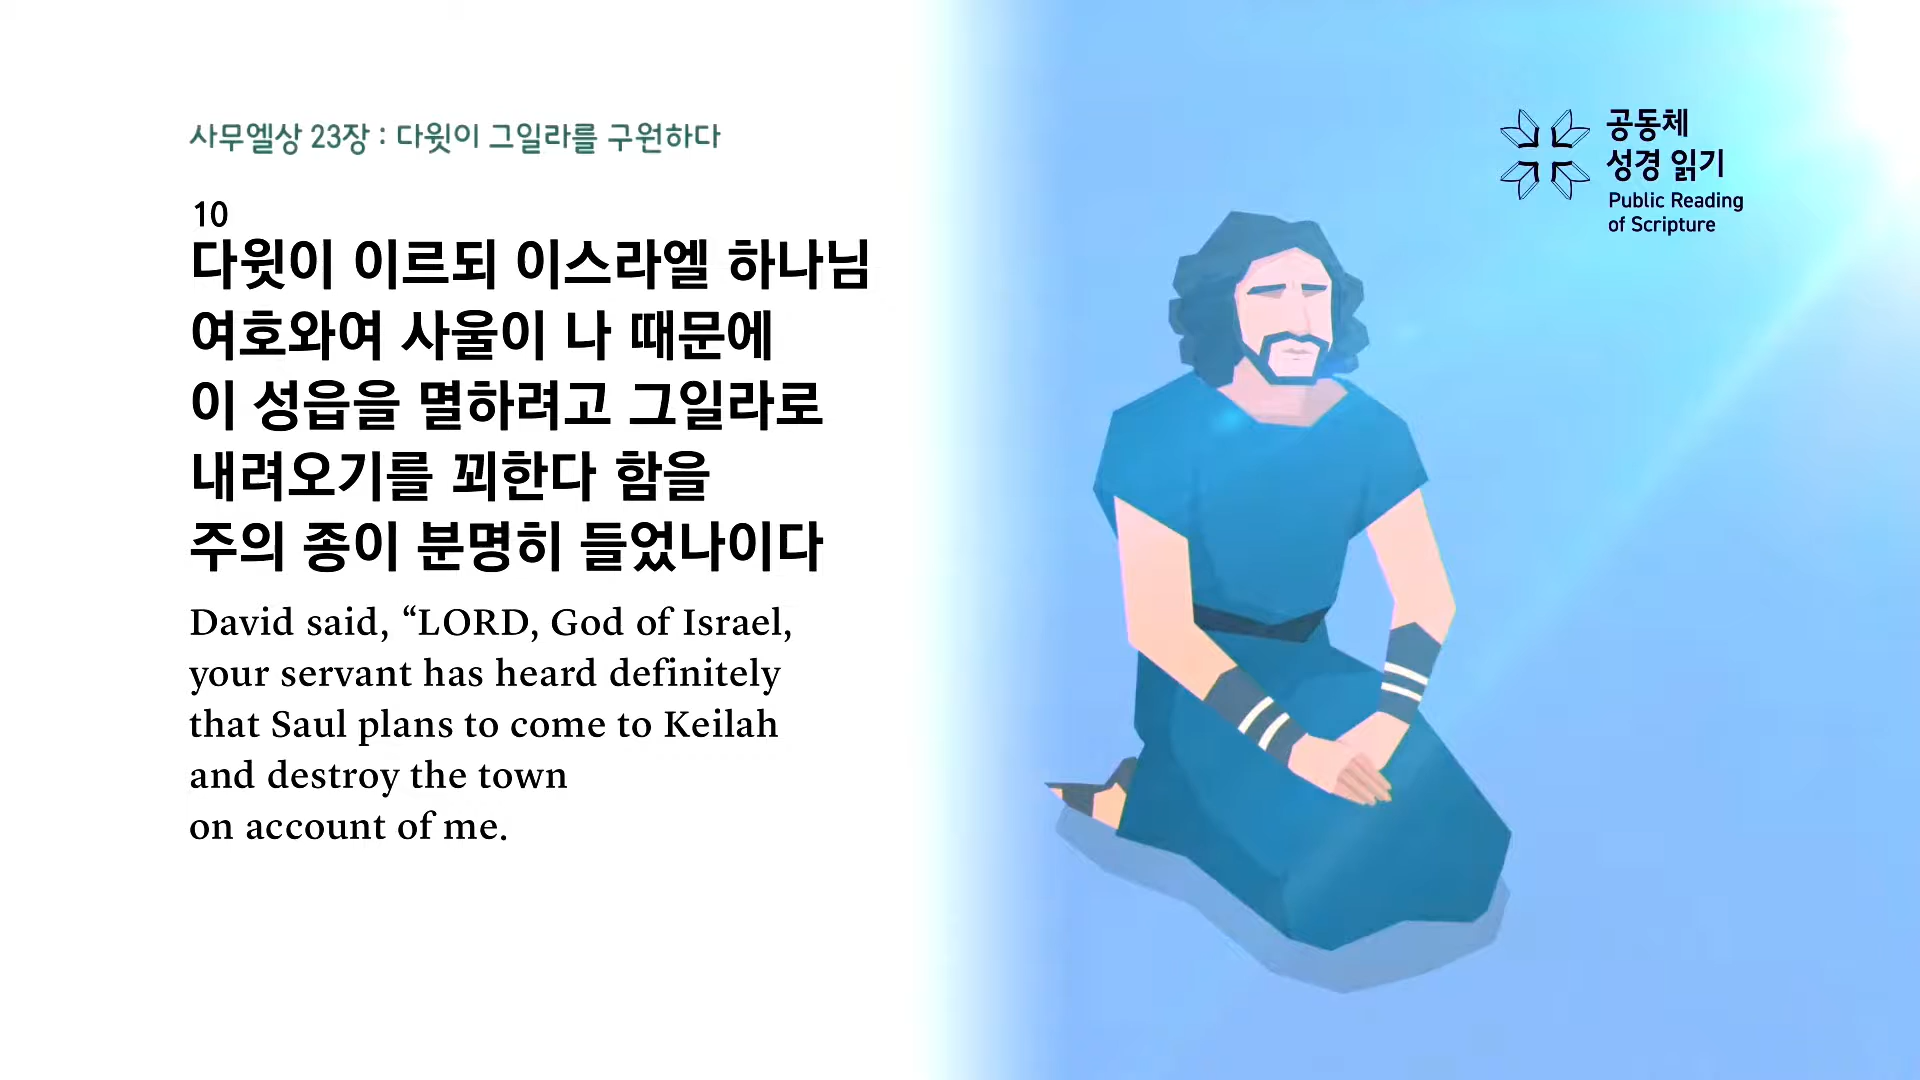 사무엘상 23장 : 다윗이 그일라를 구원하다
10
다윗이 이르되 이스라엘 하나님
여호와여 사울이 나 때문에
이 성읍을 멸하려고 그일라로
내려오기를 꾀한다 함을
주의 종이 분명히 들었나이다
David said, “LORD, God of Israel,
your servant has heard definitely
that Saul plans to come to Keilah
and destroy the town
on account of me.
공동체
성경 읽기
Public Reading
of Scripture